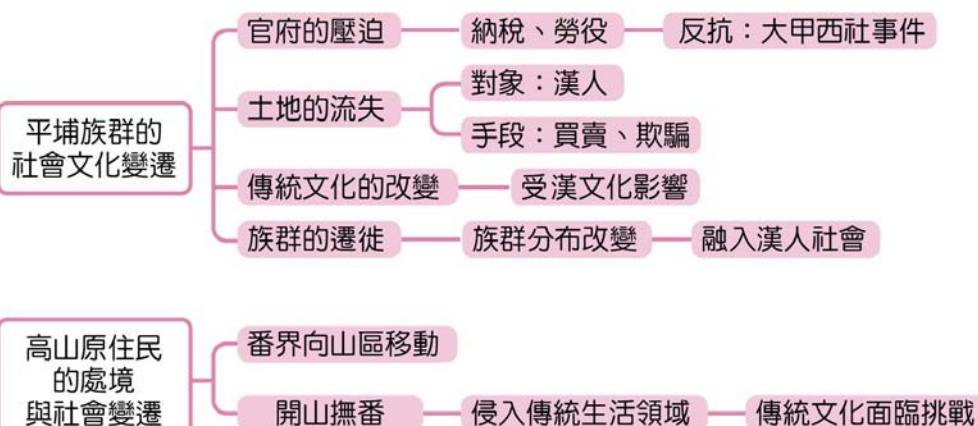 官府的壓迫 納稅、勞役 反抗：大甲西社事件
平埔族群的
社會文化變遷
土地的流失 對象：漢人
手段：買賣、欺騙
傳統文化的改變 受漢文化影響
族群的遷徙 族群分布改變 融入漢人社會
高山原住民
的處境
與社會變遷
番界向山區移動
開山撫番 侵入傳統生活領域 傳統文化面臨挑戰